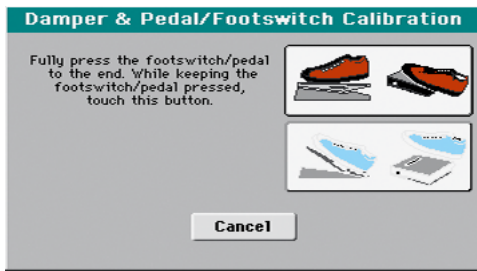 Damper & Pedal/Footswitch Calibration
Fully press the footswitch/pedal
to the end. While keeping the
footswitch/pedal pressed,
touch this button.
Cancel